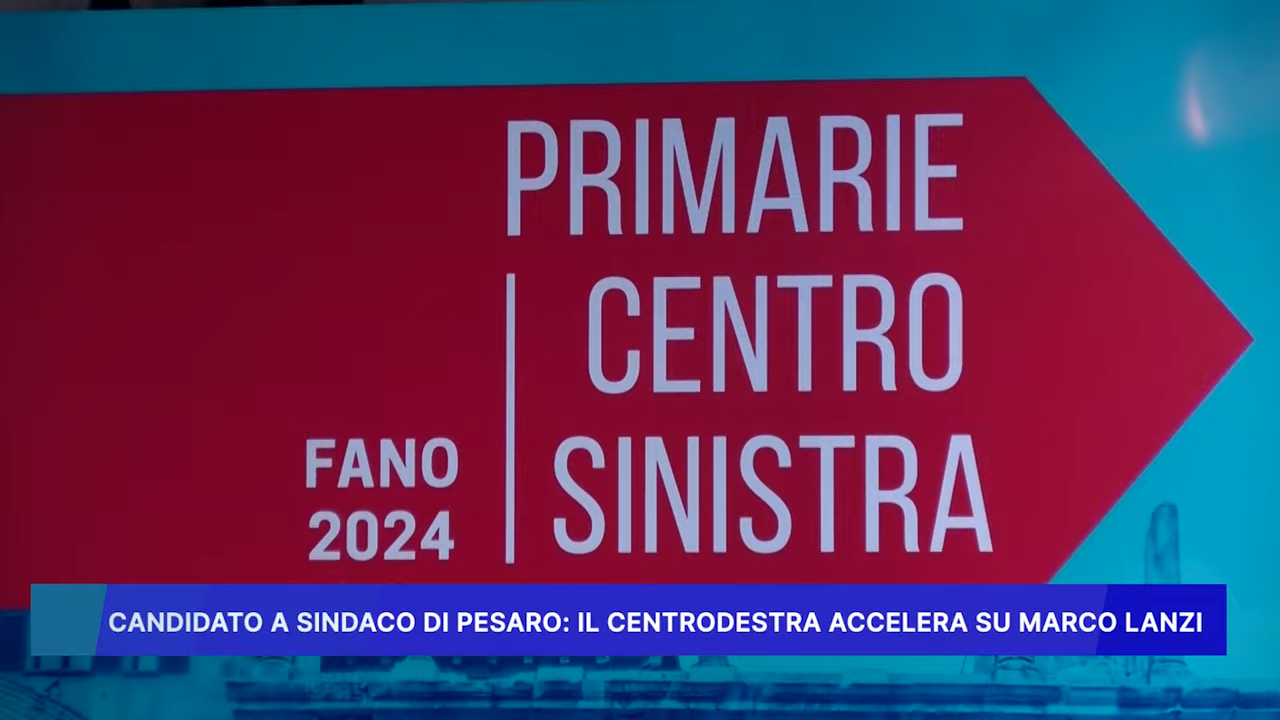 PRIMARIE
CENTRO
SINISTRA
FANO
2024
CANDIDATO A SINDACO DI PESARO: IL CENTRODESTRA ACCELERA SU MARCO LANZI